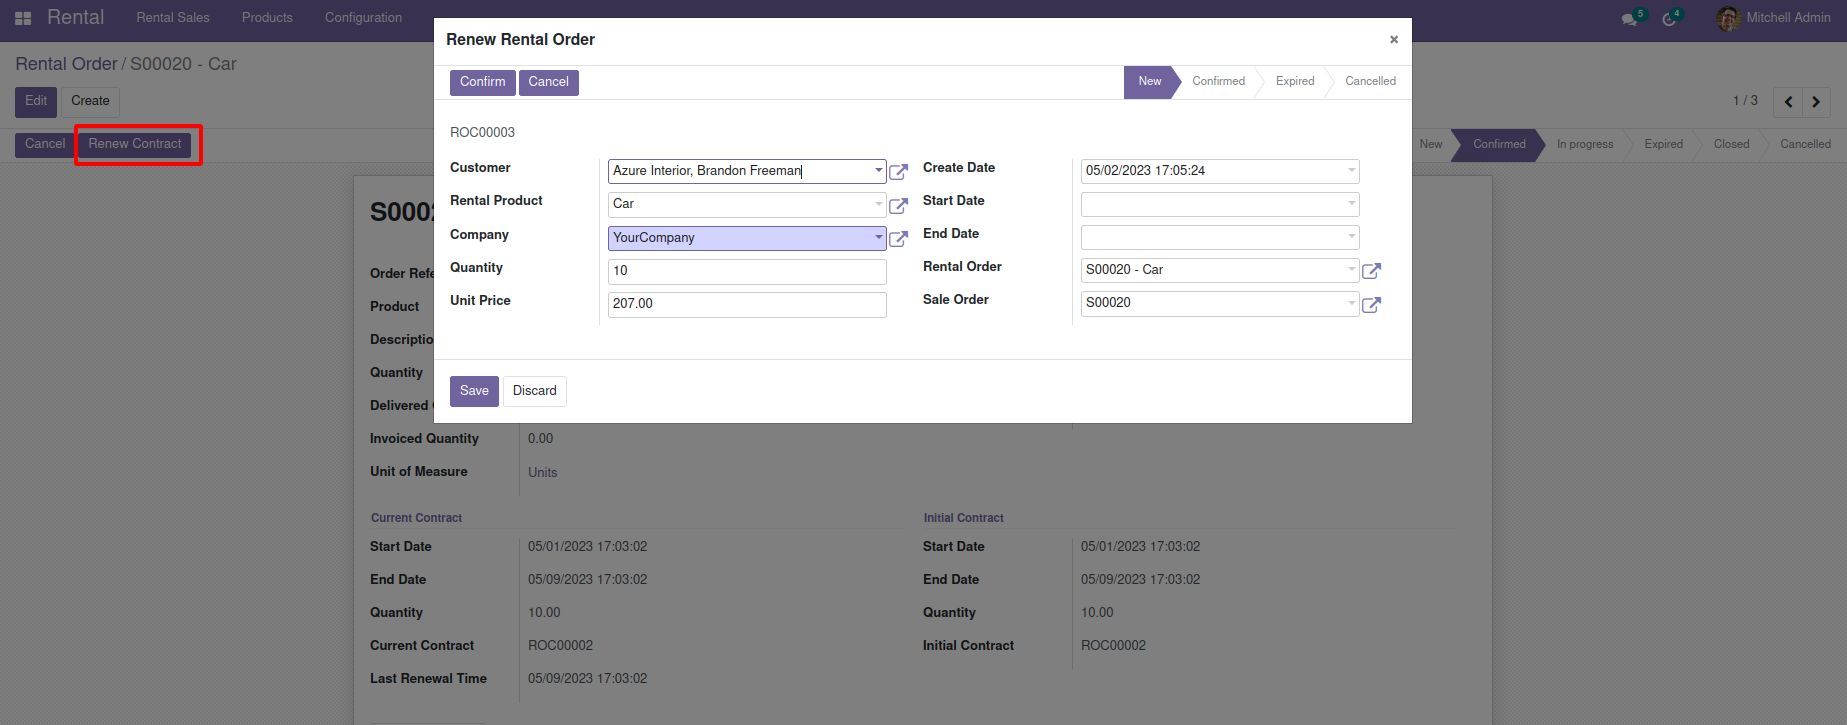 Rental Rental Sales Products Configuration 5 4 Mitchell Admin
Rental Order / S00020 - Car
Edit Create
1 / 3
Cancel Renew Contract
New Confirmed In progress Expired Closed Cancelled
Renew Rental Order ×
Confirm Cancel New Confirmed Expired Cancelled
ROC00003
Customer Azure Interior, Brandon Freeman Create Date 05/02/2023 17:05:24
Rental Product Car Start Date
Company YourCompany End Date
Quantity 10 Rental Order S00020 - Car
Unit Price 207.00 Sale Order S00020
Save Discard
Product
Quantity
Delivered
Invoiced Quantity 0.00
Unit of Measure Units
Current Contract Initial Contract
Start Date 05/01/2023 17:03:02 Start Date 05/01/2023 17:03:02
End Date 05/09/2023 17:03:02 End Date 05/09/2023 17:03:02
Quantity 10.00 Quantity 10.00
Current Contract ROC00002 Initial Contract ROC00002
Last Renewal Time 05/09/2023 17:03:02